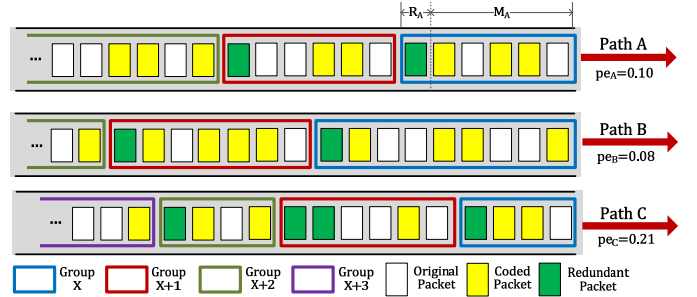 R_A M_A
... Path A
pe_A=0.10
... Path B
pe_B=0.08
... Path C
pe_C=0.21
Group X
Group X+1
Group X+2
Group X+3
Original Packet
Coded Packet
Redundant Packet